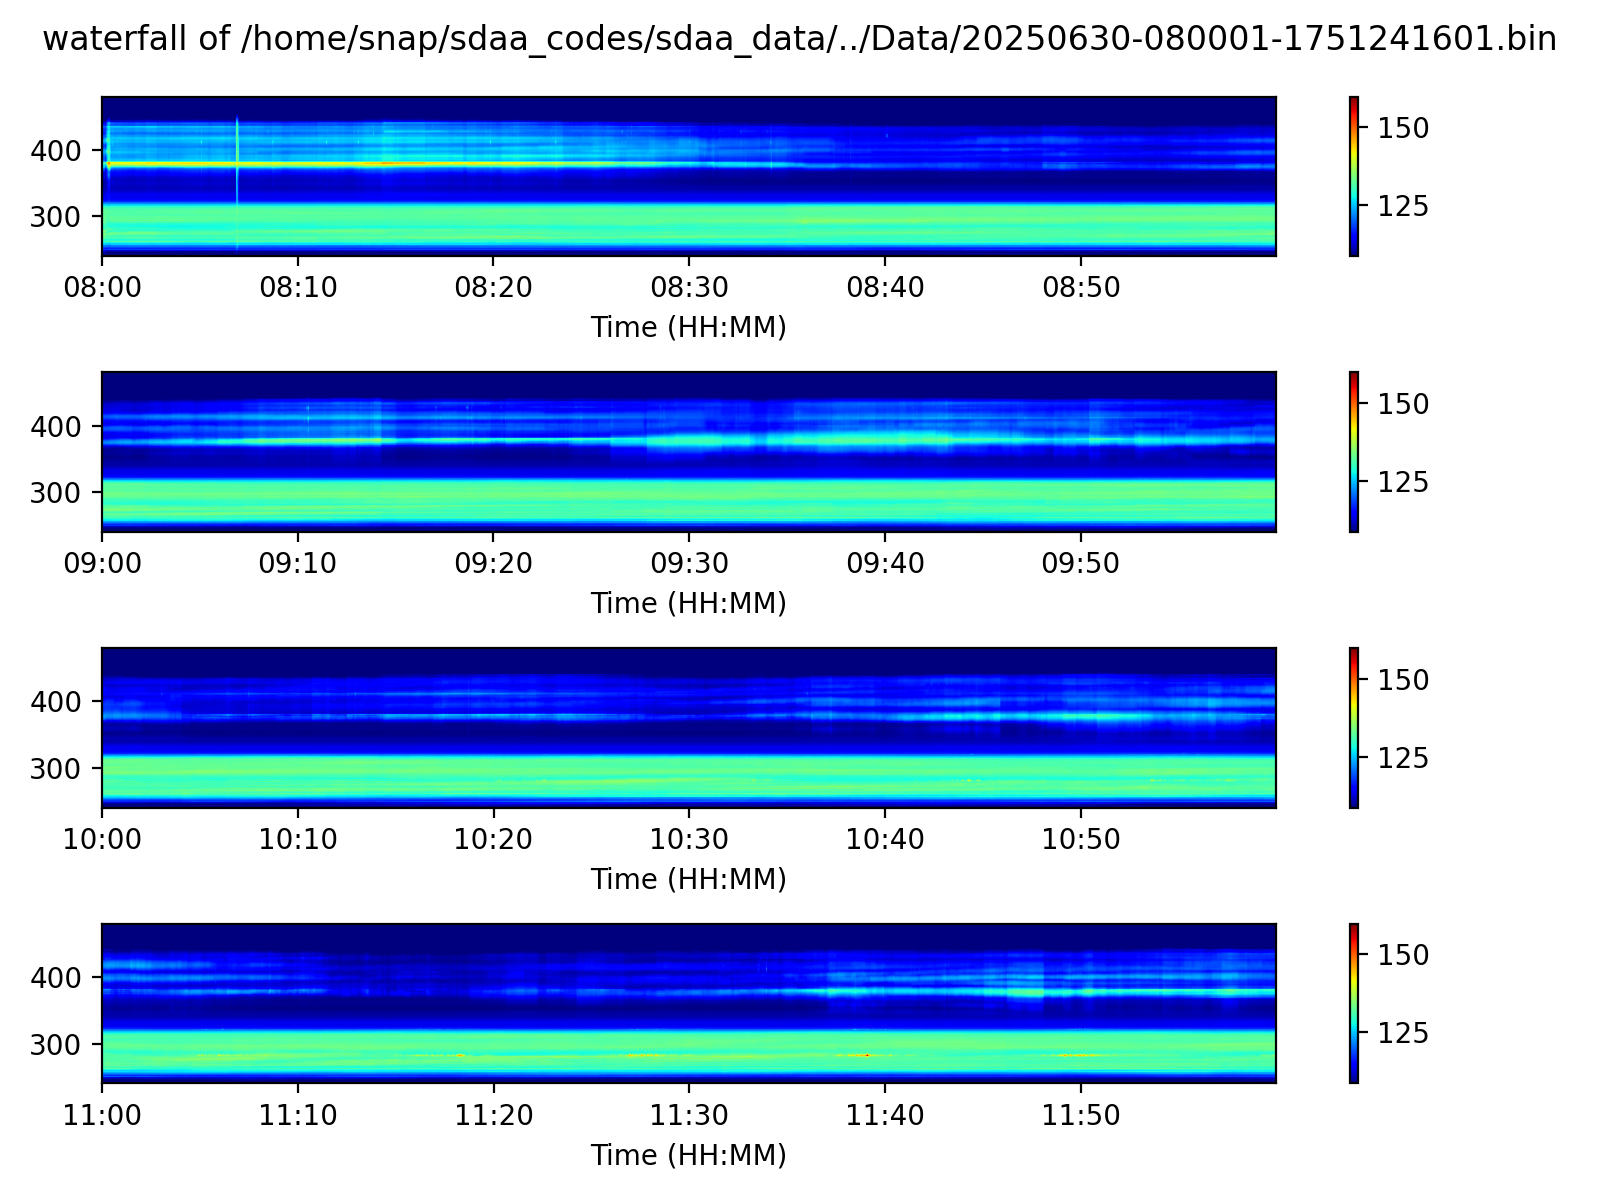 waterfall of /home/snap/sdaa_codes/sdaa_data/../Data/20250630-080001-1751241601.bin
400
300
150
125
08:00 08:10 08:20 08:30 08:40 08:50
Time (HH:MM)
400
300
150
125
09:00 09:10 09:20 09:30 09:40 09:50
Time (HH:MM)
400
300
150
125
10:00 10:10 10:20 10:30 10:40 10:50
Time (HH:MM)
400
300
150
125
11:00 11:10 11:20 11:30 11:40 11:50
Time (HH:MM)